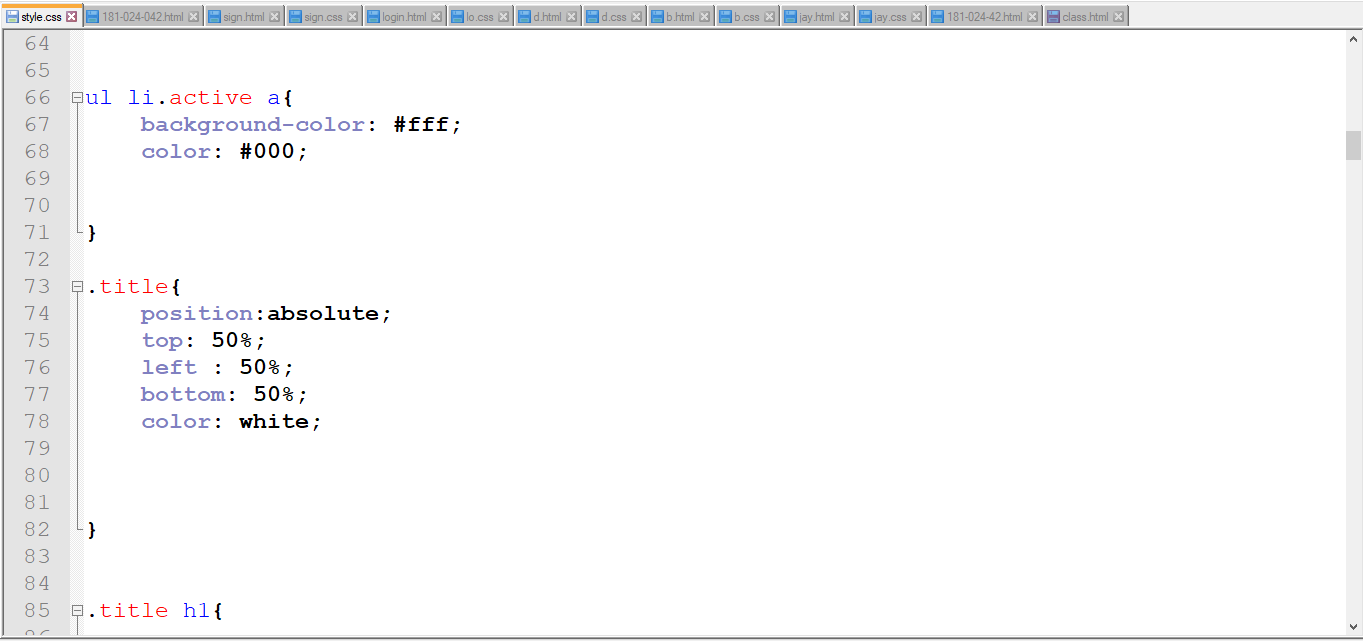 style.css 181-024-042.html sign.html sign.css login.html lo.css d.html d.css b.html b.css jay.html jay.css 181-024-42.html class.html
64
65
66 ul li.active a{
67 background-color: #fff;
68 color: #000;
69
70
71 }
72
73 .title{
74 position:absolute;
75 top: 50%;
76 left : 50%;
77 bottom: 50%;
78 color: white;
79
80
81
82 }
83
84
85 .title h1{